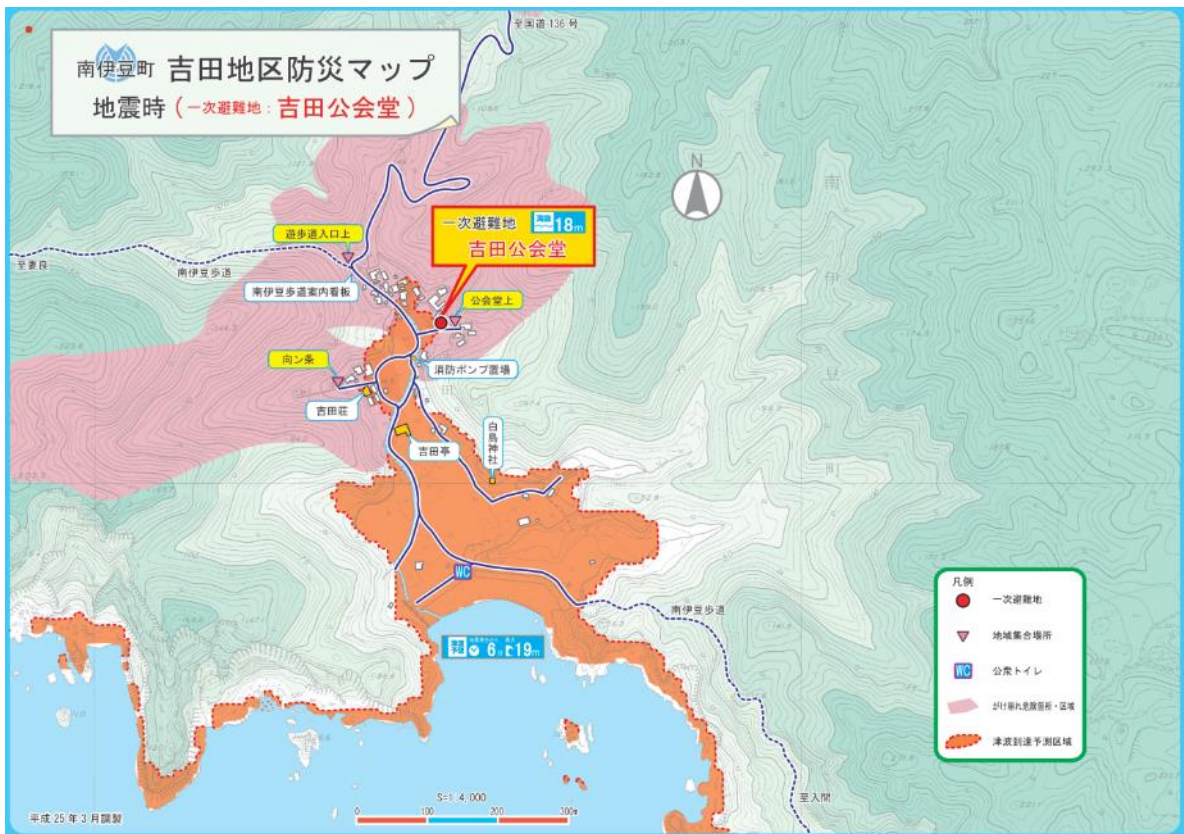 至国道136号
南伊豆町 吉田地区防災マップ
地震時(一次避難地:吉田公会堂)
N
一次避難地 海抜 18m
吉田公会堂
遊歩道入口上
至妻良
南伊豆歩道
南伊豆歩道案内看板
公会堂上
向ン条
消防ポンプ置場
吉田荘
吉田亭
白鳥神社
南伊豆町
田
WC
南伊豆歩道
6分 19m
至入間
凡例
一次避難地
地域集合場所
WC 公衆トイレ
がけ崩れ危険箇所・区域
津波到達予測区域
S=1:4,000
0 100 200 300m
平成25年3月調製